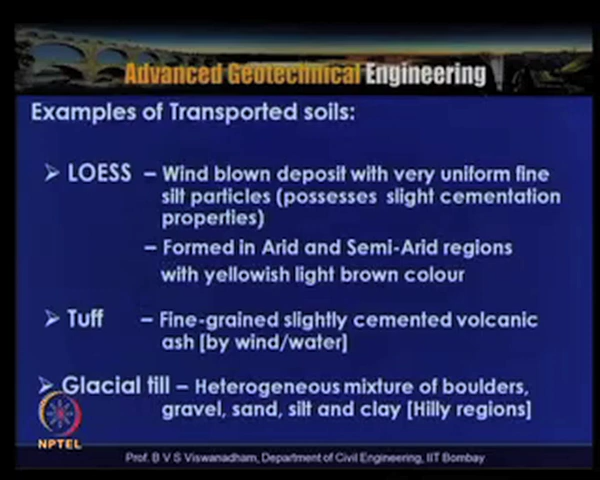 Advanced Geotechnical Engineering
Examples of Transported soils:
➢ LOESS – Wind blown deposit with very uniform fine
silt particles (possesses slight cementation
properties)
– Formed in Arid and Semi-Arid regions
with yellowish light brown colour
➢ Tuff – Fine-grained slightly cemented volcanic
ash [by wind/water]
➢ Glacial till – Heterogeneous mixture of boulders,
gravel, sand, silt and clay [Hilly regions]
NPTEL
Prof. B V S Viswanadham, Department of Civil Engineering, IIT Bombay